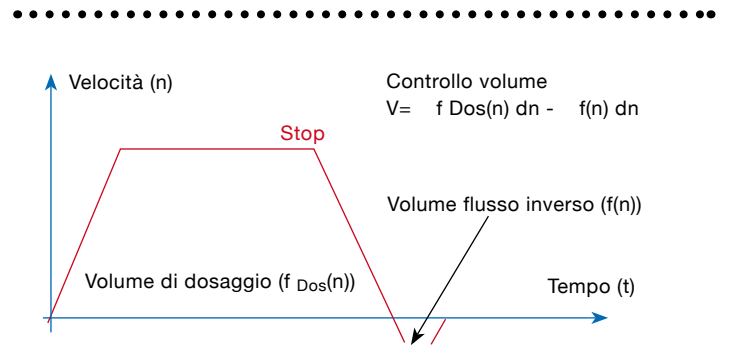 Velocità (n)
Controllo volume
V= f Dos(n) dn - f(n) dn
Stop
Volume flusso inverso (f(n))
Volume di dosaggio (f Dos(n))
Tempo (t)